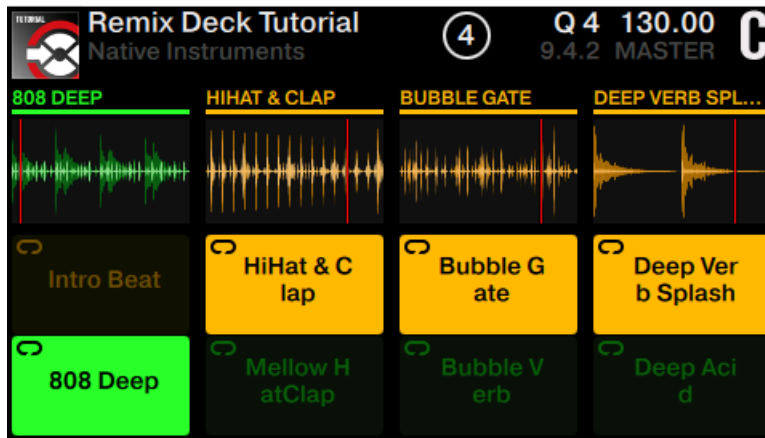 TUTORIAL
Remix Deck Tutorial
Native Instruments
4
Q 4 130.00
9.4.2 MASTER
C
808 DEEP
HIHAT & CLAP
BUBBLE GATE
DEEP VERB SPL...
Intro Beat
HiHat & C
lap
Bubble G
ate
Deep Ver
b Splash
808 Deep
Mellow H
atClap
Bubble V
erb
Deep Aci
d